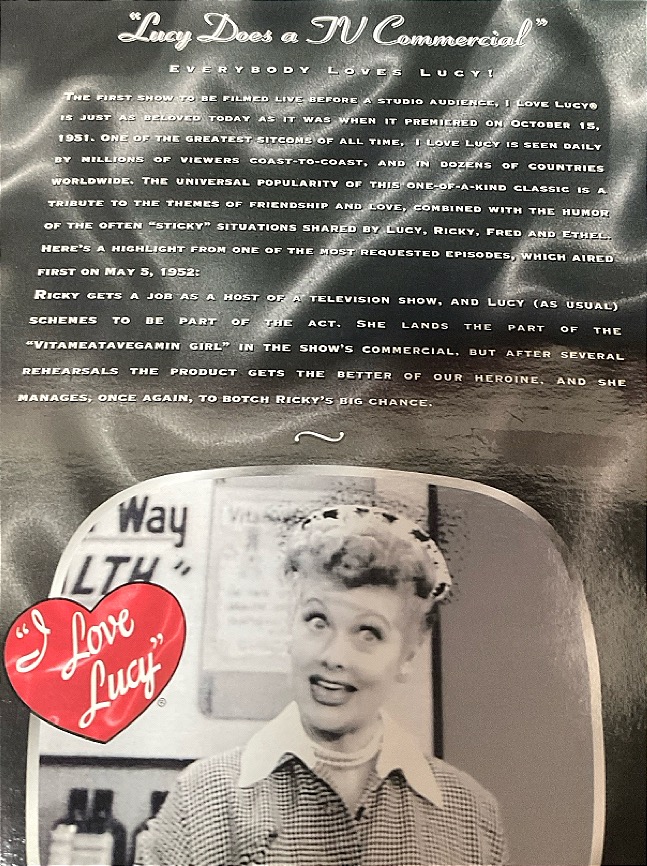 "Lucy Does a TV Commercial"
EVERYBODY LOVES LUCY!
THE FIRST SHOW TO BE FILMED LIVE BEFORE A STUDIO AUDIENCE, I LOVE LUCY®
IS JUST AS BELOVED TODAY AS IT WAS WHEN IT PREMIERED ON OCTOBER 15,
1951. ONE OF THE GREATEST SITCOMS OF ALL TIME, I LOVE LUCY IS SEEN DAILY
BY MILLIONS OF VIEWERS COAST-TO-COAST, AND IN DOZENS OF COUNTRIES
WORLDWIDE. THE UNIVERSAL POPULARITY OF THIS ONE-OF-A-KIND CLASSIC IS A
TRIBUTE TO THE THEMES OF FRIENDSHIP AND LOVE, COMBINED WITH THE HUMOR
OF THE OFTEN "STICKY" SITUATIONS SHARED BY LUCY, RICKY, FRED AND ETHEL.
HERE'S A HIGHLIGHT FROM ONE OF THE MOST REQUESTED EPISODES, WHICH AIRED
FIRST ON MAY 5, 1952:
RICKY GETS A JOB AS A HOST OF A TELEVISION SHOW, AND LUCY (AS USUAL)
SCHEMES TO BE PART OF THE ACT. SHE LANDS THE PART OF THE
"VITAMEATAVEGAMIN GIRL" IN THE SHOW'S COMMERCIAL. BUT AFTER SEVERAL
REHEARSALS THE PRODUCT GETS THE BETTER OF OUR HEROINE, AND SHE
MANAGES, ONCE AGAIN, TO BOTCH RICKY'S BIG CHANCE.
Way
LTH"
"I Love Lucy"®